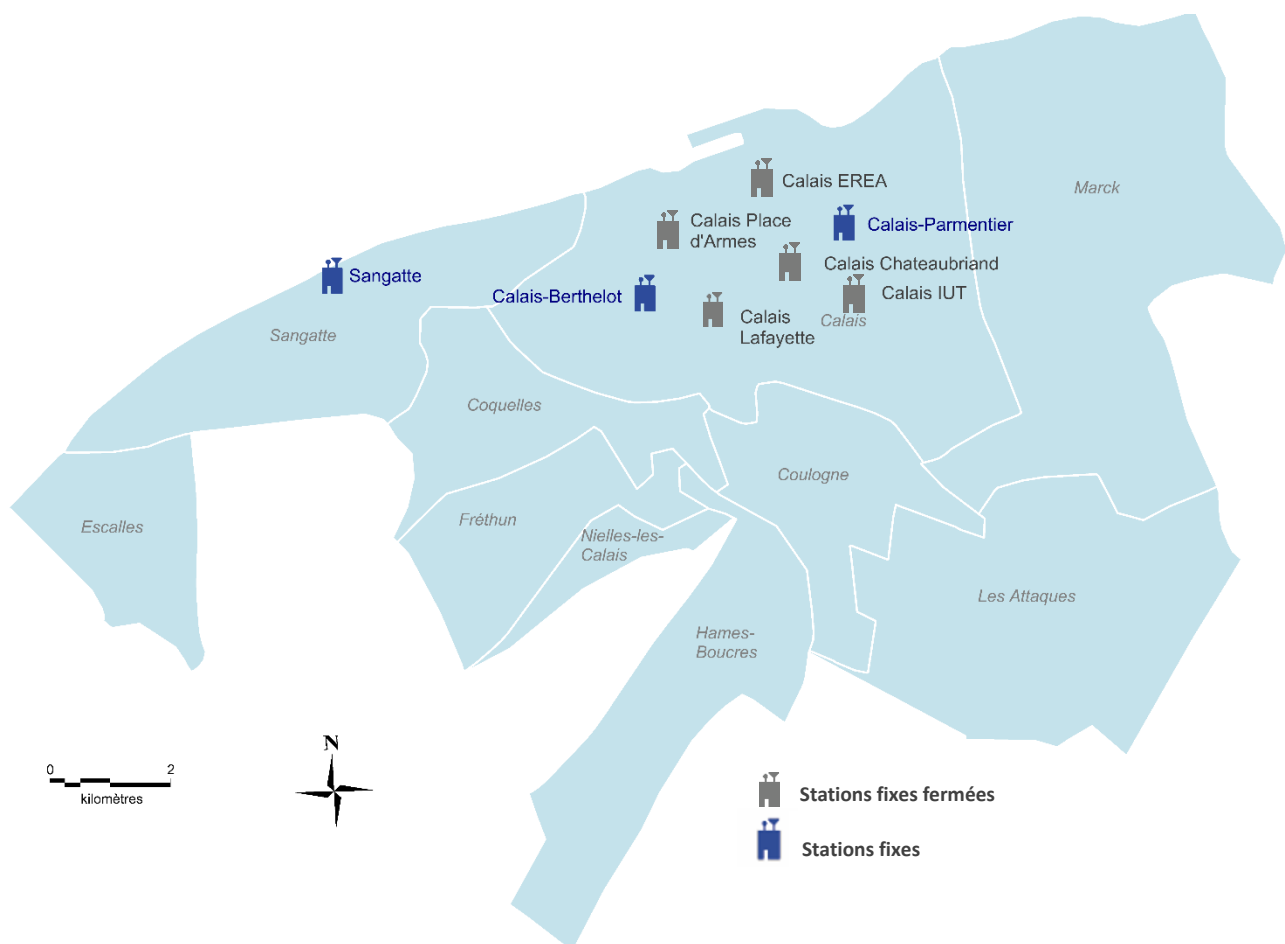 Calais EREA
Marck
Calais Place
d'Armes
Calais-Parmentier
Calais Chateaubriand
Sangatte
Calais-Berthelot
Calais IUT
Calais
Lafayette
Calais
Sangatte
Coquelles
Coulogne
Escalles
Fréthun
Nielles-les-
Calais
Les Attaques
Hames-
Boucres
N
0 2
kilomètres
Stations fixes fermées
Stations fixes